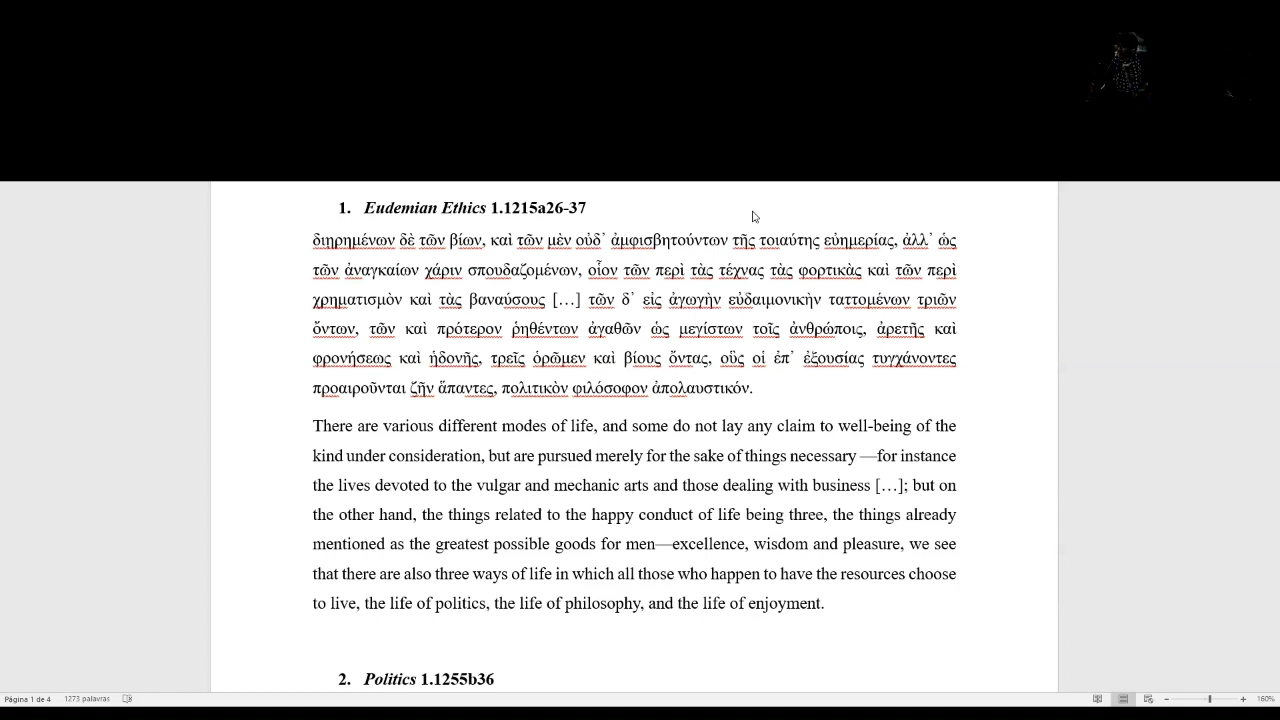 1. Eudemian Ethics 1.1215a26-37
διηρημένων δὲ τῶν βίων, καὶ τῶν μὲν οὐδ᾽ ἀμφισβητούντων τῆς τοιαύτης εὐημερίας, ἀλλ᾽ ὡς
τῶν ἀναγκαίων χάριν σπουδαζομένων, οἷον τῶν περὶ τὰς τέχνας τὰς φορτικὰς καὶ τῶν περὶ
χρηματισμὸν καὶ τὰς βαναύσους […] τῶν δ᾽ εἰς ἀγωγὴν εὐδαιμονικὴν ταττομένων τριῶν
ὄντων, τῶν καὶ πρότερον ῥηθέντων ἀγαθῶν ὡς μεγίστων τοῖς ἀνθρώποις, ἀρετῆς καὶ
φρονήσεως καὶ ἡδονῆς, τρεῖς ὁρῶμεν καὶ βίους ὄντας, οὓς οἱ ἐπ᾽ ἐξουσίας τυγχάνοντες
προαιροῦνται ζῆν ἅπαντες, πολιτικὸν φιλόσοφον ἀπολαυστικόν.
There are various different modes of life, and some do not lay any claim to well-being of the
kind under consideration, but are pursued merely for the sake of things necessary —for instance
the lives devoted to the vulgar and mechanic arts and those dealing with business […]; but on
the other hand, the things related to the happy conduct of life being three, the things already
mentioned as the greatest possible goods for men—excellence, wisdom and pleasure, we see
that there are also three ways of life in which all those who happen to have the resources choose
to live, the life of politics, the life of philosophy, and the life of enjoyment.
2. Politics 1.1255b36
Página 1 de 4 1273 palavras 160%